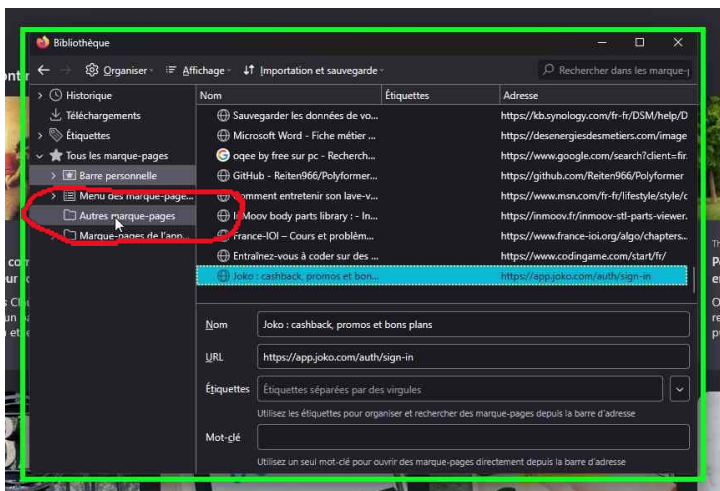 Bibliothèque
Organiser
Affichage
Importation et sauvegarde
Rechercher dans les marque-p
Historique
Téléchargements
Étiquettes
Tous les marque-pages
Barre personnelle
Menu des marque-page...
Autres marque-pages
Marque-pages de l'app...
Nom Étiquettes Adresse
Sauvegarder les données de vo... https://kb.synology.com/fr-fr/DSM/help/D
Microsoft Word - Fiche métier ... https://desenergiesdesmetiers.com/image
oqee by free sur pc - Recherch... https://www.google.com/search?client=fir
GitHub - Reiten966/Polyformer... https://github.com/Reiten966/Polyformer
Comment entretenir son lave-v... https://www.msn.com/fr-fr/lifestyle/style/c
InMoov body parts library : - In... https://inmoov.fr/inmoov-stl-parts-viewer.
France-IOI – Cours et problèm... https://www.france-ioi.org/algo/chapters...
Entraînez-vous à coder sur des ... https://www.codingame.com/start/fr/
Joko : cashback, promos et bon... https://app.joko.com/auth/sign-in
Nom Joko : cashback, promos et bons plans
URL https://app.joko.com/auth/sign-in
Étiquettes Étiquettes séparées par des virgules
Utilisez les étiquettes pour organiser et rechercher des marque-pages depuis la barre d'adresse
Mot-clé
Utilisez un seul mot-clé pour ouvrir des marque-pages directement depuis la barre d'adresse